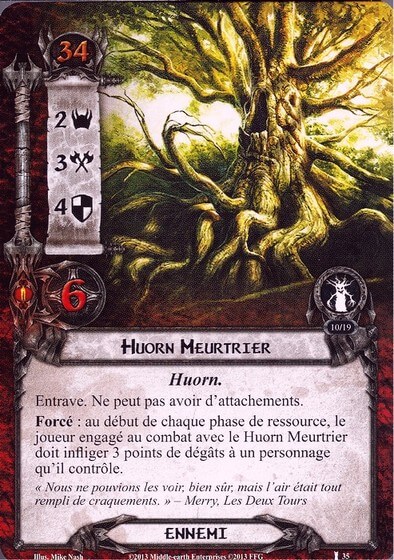 34
2
3
4
6
10/19
HUORN MEURTRIER
Huorn.
Entrave. Ne peut pas avoir d'attachements.
Forcé : au début de chaque phase de ressource, le
joueur engagé au combat avec le Huorn Meurtrier
doit infliger 3 points de dégâts à un personnage
qu'il contrôle.
« Nous ne pouvions les voir, bien sûr, mais l'air était tout
rempli de craquements. » – Merry, Les Deux Tours
ENNEMI
Illus. Mike Nash ©2013 Middle-earth Enterprises ©2013 FFG 35